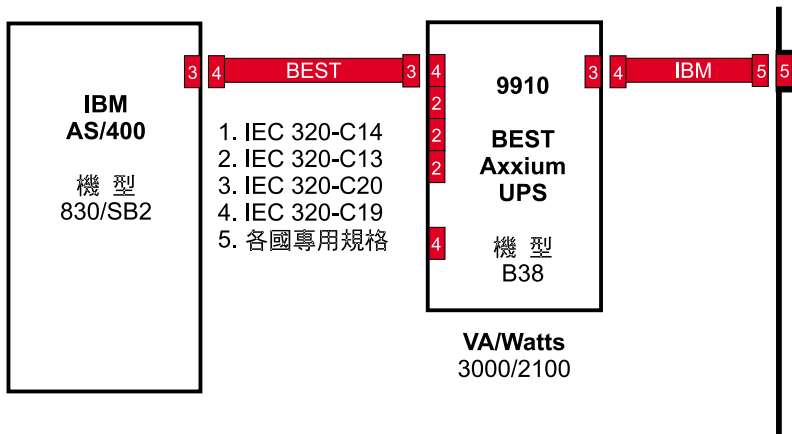 3 4 BEST 3 4 3 4 IBM 5 5
2
2
2
4
IBM
AS/400
機 型
830/SB2
1. IEC 320-C14
2. IEC 320-C13
3. IEC 320-C20
4. IEC 320-C19
5. 各國專用規格
9910
BEST
Axxium
UPS
機 型
B38
VA/Watts
3000/2100